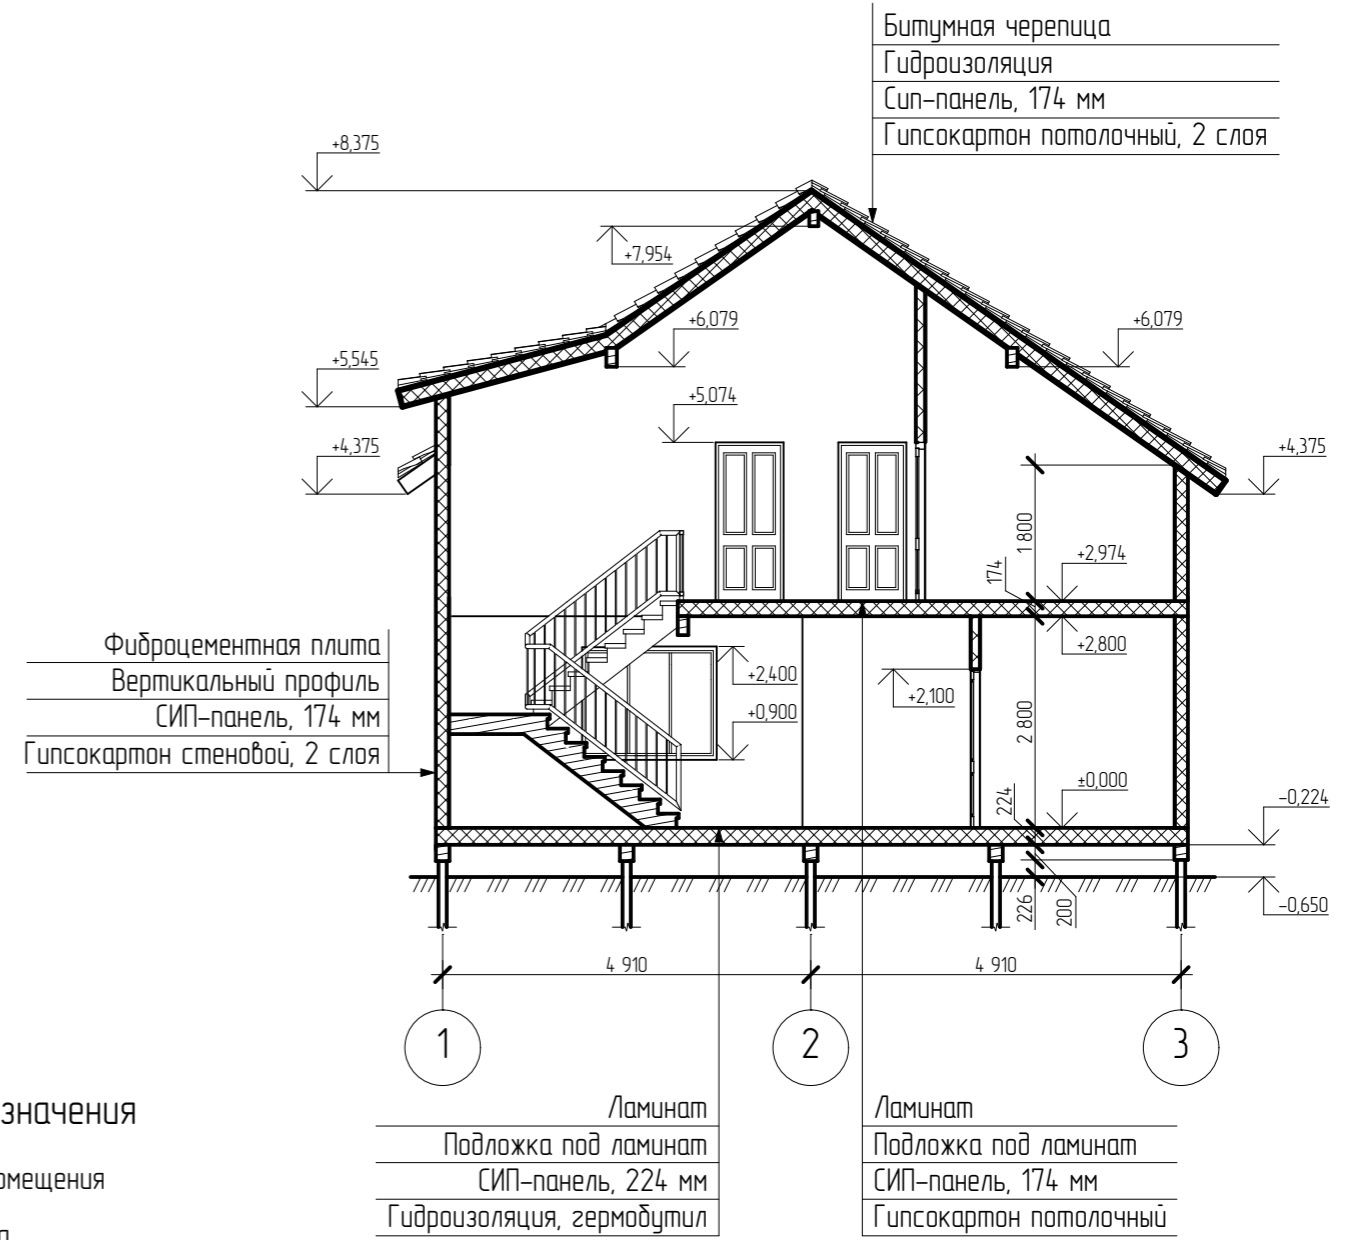 Битумная черепица
Гидроизоляция
Сип-панель, 174 мм
Гипсокартон потолочный, 2 слоя
+8,375
+7,954
+6,079
+6,079
+5,545
+5,074
+4,375
+4,375
1 800
174
+2,974
+2,800
Фиброцементная плита
Вертикальный профиль
СИП-панель, 174 мм
Гипсокартон стеновой, 2 слоя
+2,400
+2,100
+0,900
2 800
±0,000
224
-0,224
226
200
-0,650
4 910
4 910
1
2
3
значения
омещения
Ламинат
Подложка под ламинат
СИП-панель, 224 мм
Гидроизоляция, гермобутил
Ламинат
Подложка под ламинат
СИП-панель, 174 мм
Гипсокартон потолочный